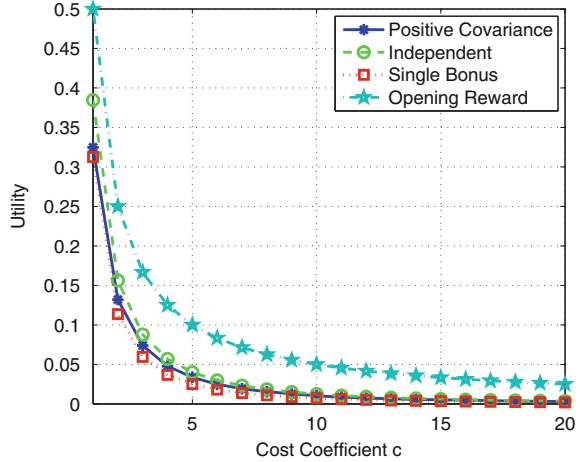 0.5
0.45
0.4
0.35
0.3
0.25
0.2
0.15
0.1
0.05
0
Utility
Positive Covariance
Independent
Single Bonus
Opening Reward
5
10
15
20
Cost Coefficient c